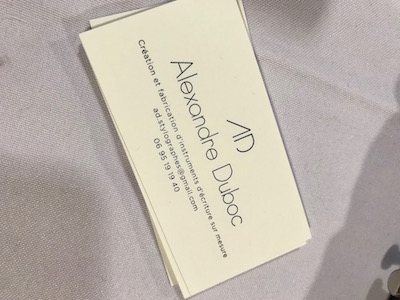 AD
Alexandre Duboc
Création et fabrication d'instruments d'écriture sur mesure
ad.stylographes@gmail.com
06 95 19 19 40